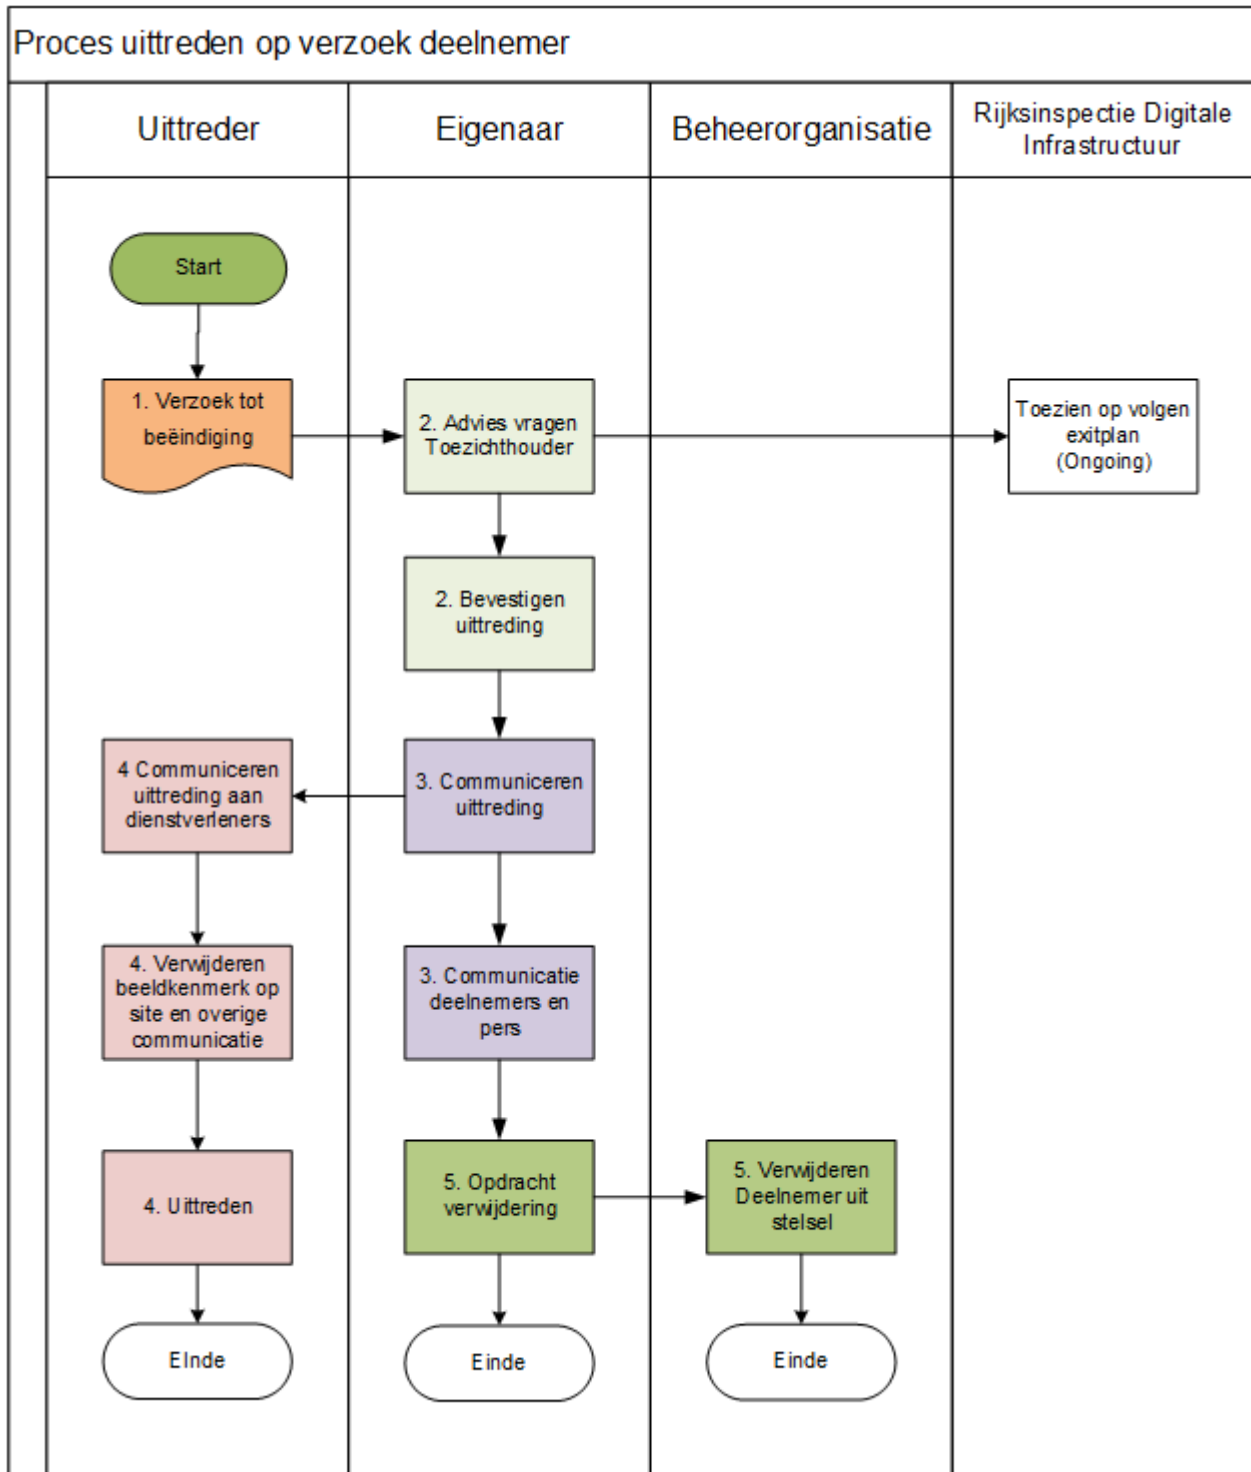 Proces uittreden op verzoek deelnemer
Uittreder
Eigenaar
Beheerorganisatie
Rijksinspectie Digitale
Infrastructuur
Start
1. Verzoek tot
beëindiging
2. Advies vragen
Toezichthouder
Toezien op volgen
exitplan
(Ongoing)
2. Bevestigen
uittreding
4 Communiceren
uittreding aan
dienstverleners
3. Communiceren
uittreding
4. Verwijderen
beeldkenmerk op
site en overige
communicatie
3. Communicatie
deelnemers en
pers
4. Uittreden
5. Opdracht
verwijdering
5. Verwijderen
Deelnemer uit
stelsel
EInde
Einde
Einde